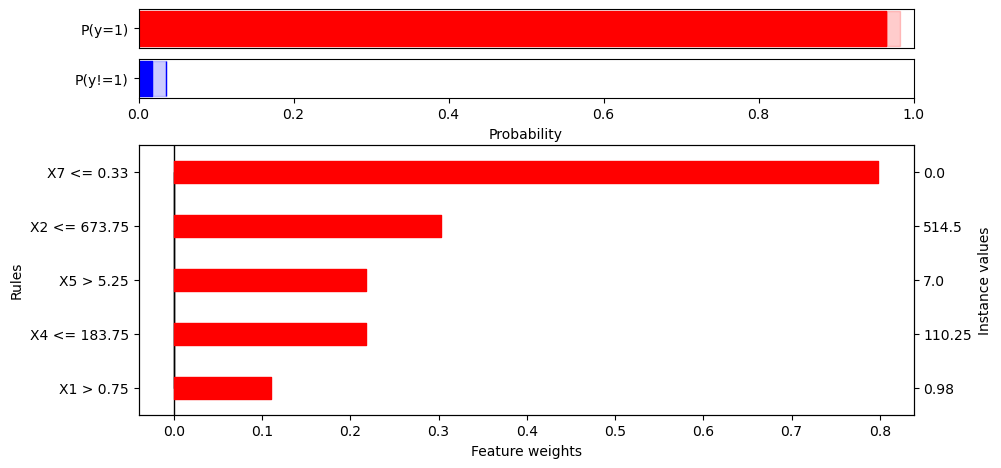 P(y=1)
P(y!=1)
0.0 0.2 0.4 0.6 0.8 1.0
Probability
X7 <= 0.33 0.0
X2 <= 673.75 514.5
X5 > 5.25 7.0
X4 <= 183.75 110.25
X1 > 0.75 0.98
Rules
Instance values
0.0 0.1 0.2 0.3 0.4 0.5 0.6 0.7 0.8
Feature weights